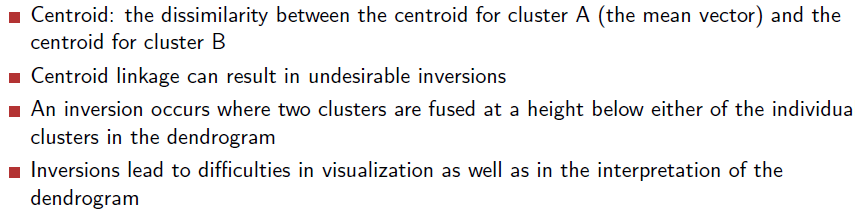 Centroid: the dissimilarity between the centroid for cluster A (the mean vector) and the
centroid for cluster B
Centroid linkage can result in undesirable inversions
An inversion occurs where two clusters are fused at a height below either of the individua
clusters in the dendrogram
Inversions lead to difficulties in visualization as well as in the interpretation of the
dendrogram